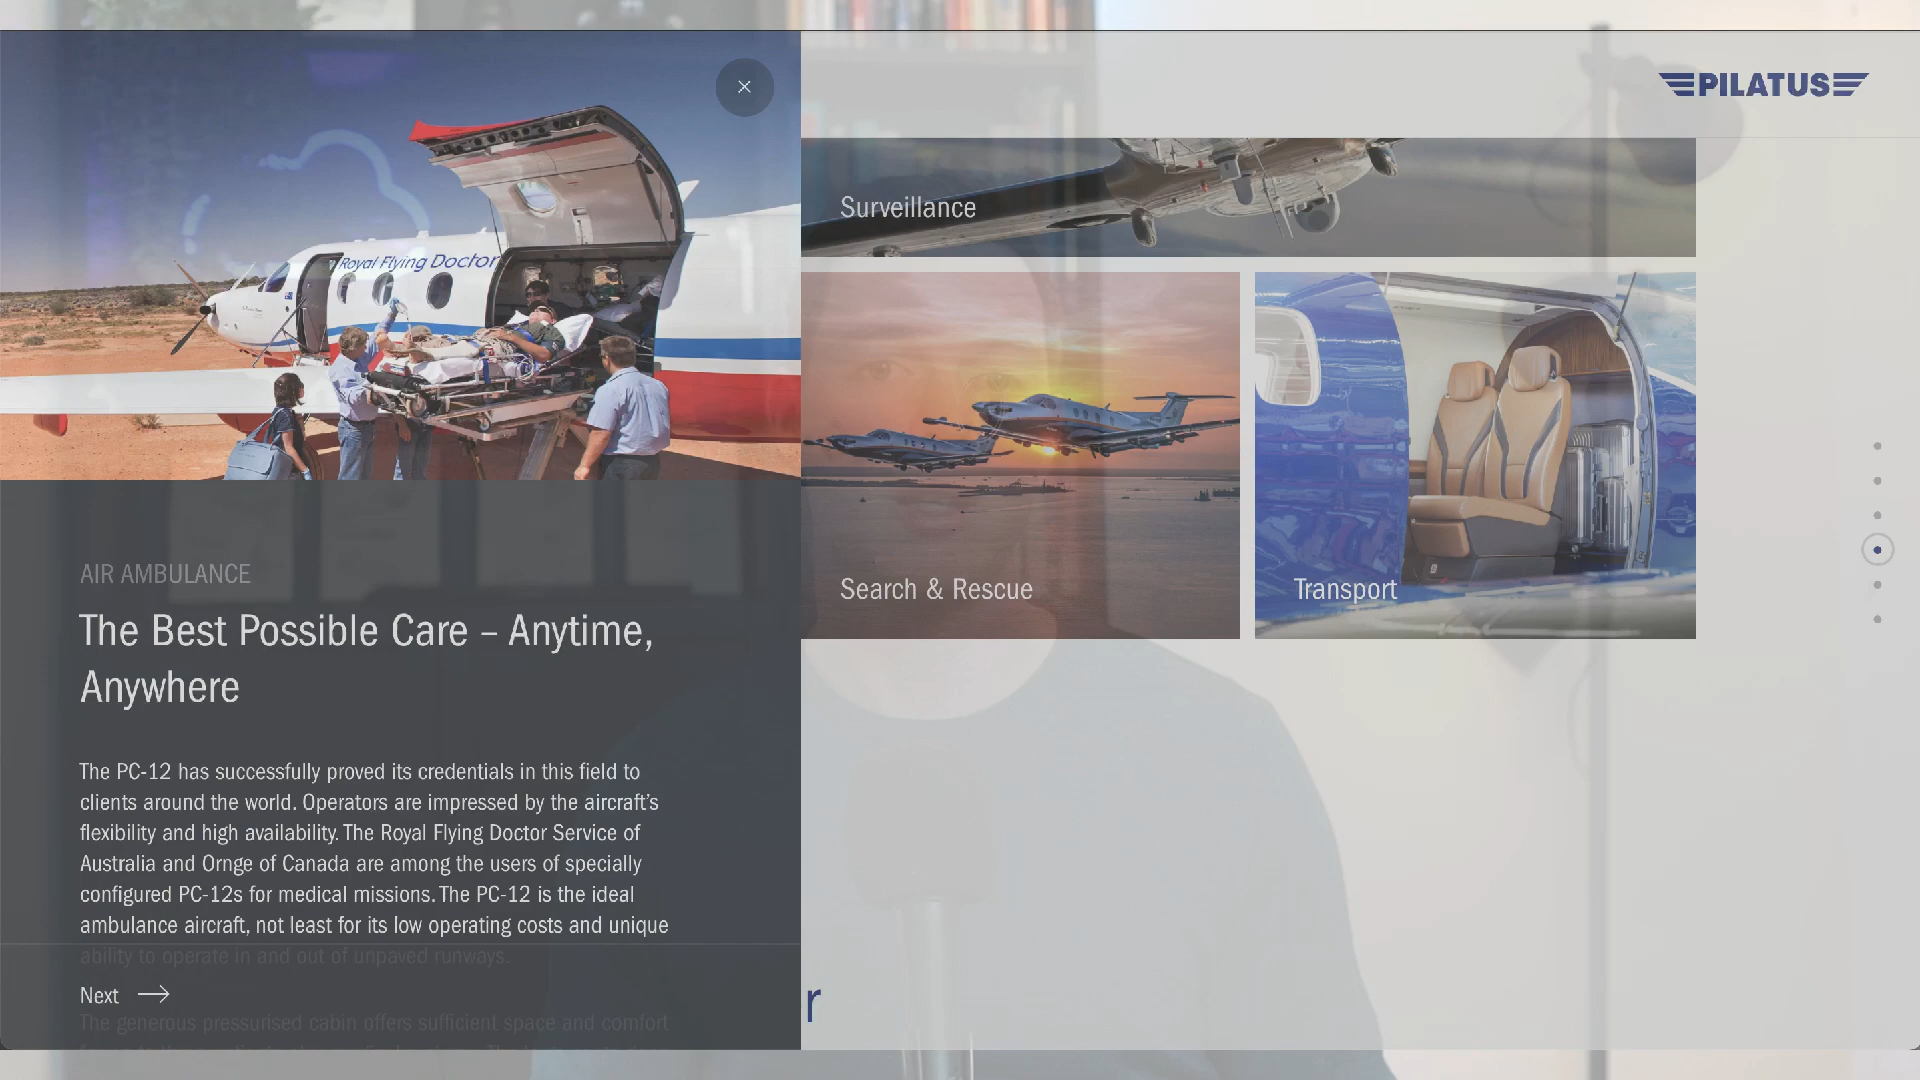 Royal Flying Doctor
PILATUS
Surveillance
Search & Rescue
Transport
AIR AMBULANCE
The Best Possible Care – Anytime,
Anywhere
The PC-12 has successfully proved its credentials in this field to
clients around the world. Operators are impressed by the aircraft’s
flexibility and high availability. The Royal Flying Doctor Service of
Australia and Ornge of Canada are among the users of specially
configured PC-12s for medical missions. The PC-12 is the ideal
ambulance aircraft, not least for its low operating costs and unique
ability to operate in and out of unpaved runways.
Next
The generous pressurised cabin offers sufficient space and comfort
r